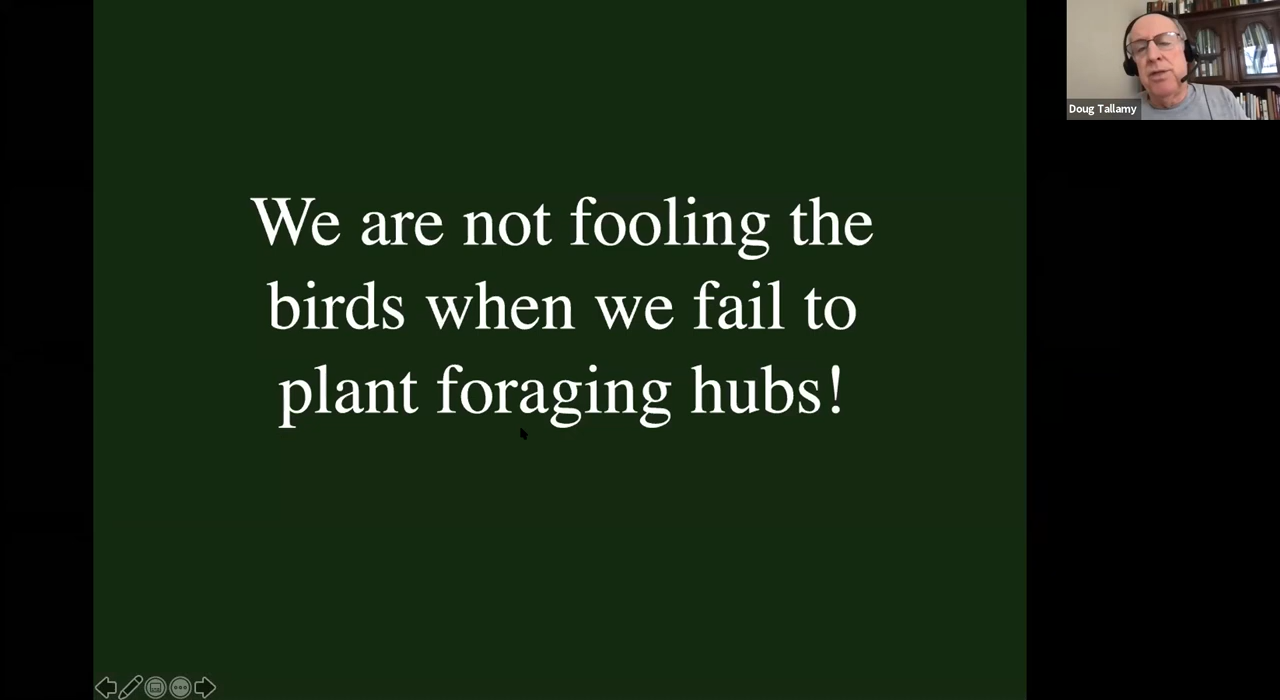 We are not fooling the
birds when we fail to
plant foraging hubs!
Doug Tallamy